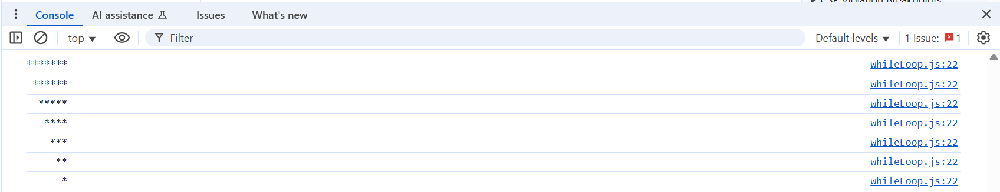 Console AI assistance Issues What's new
top Filter Default levels 1 Issue: 1
******* whileLoop.js:22
****** whileLoop.js:22
***** whileLoop.js:22
**** whileLoop.js:22
*** whileLoop.js:22
** whileLoop.js:22
* whileLoop.js:22